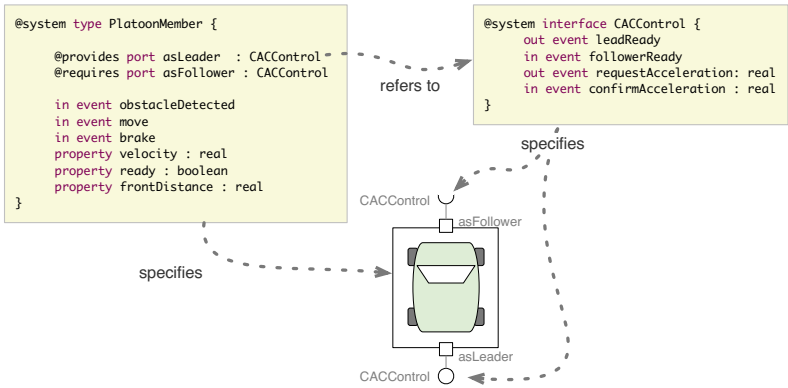 @system type PlatoonMember {
@provides port asLeader  : CACControl
@requires port asFollower : CACControl
in event obstacleDetected
in event move
in event brake
property velocity : real
property ready : boolean
property frontDistance : real
}
@system interface CACControl {
out event leadReady
in event followerReady
out event requestAcceleration: real
in event confirmAcceleration : real
}
refers to
specifies
CACControl
asFollower
specifies
asLeader
CACControl